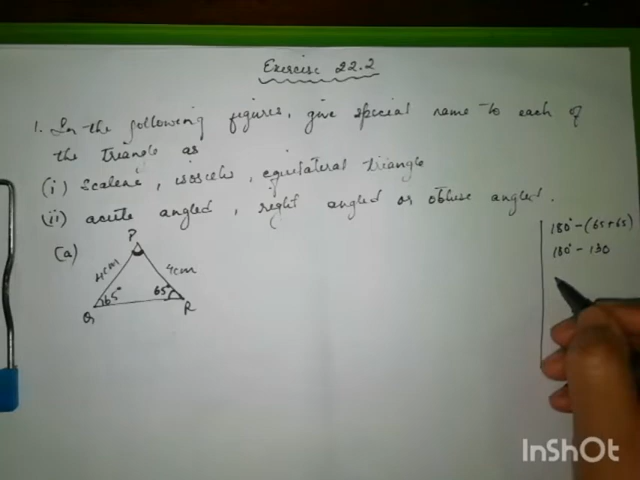 Exercise 22.2
1. In the following figures, give special name to each of
the triangle as
(i) scalene, isosceles, equilateral triangle
(ii) acute angled, right angled or obtuse angled.
(a)
P
4cm 4cm
65° 65°
Q R
180° - (65+65)
180° - 130
InShOt